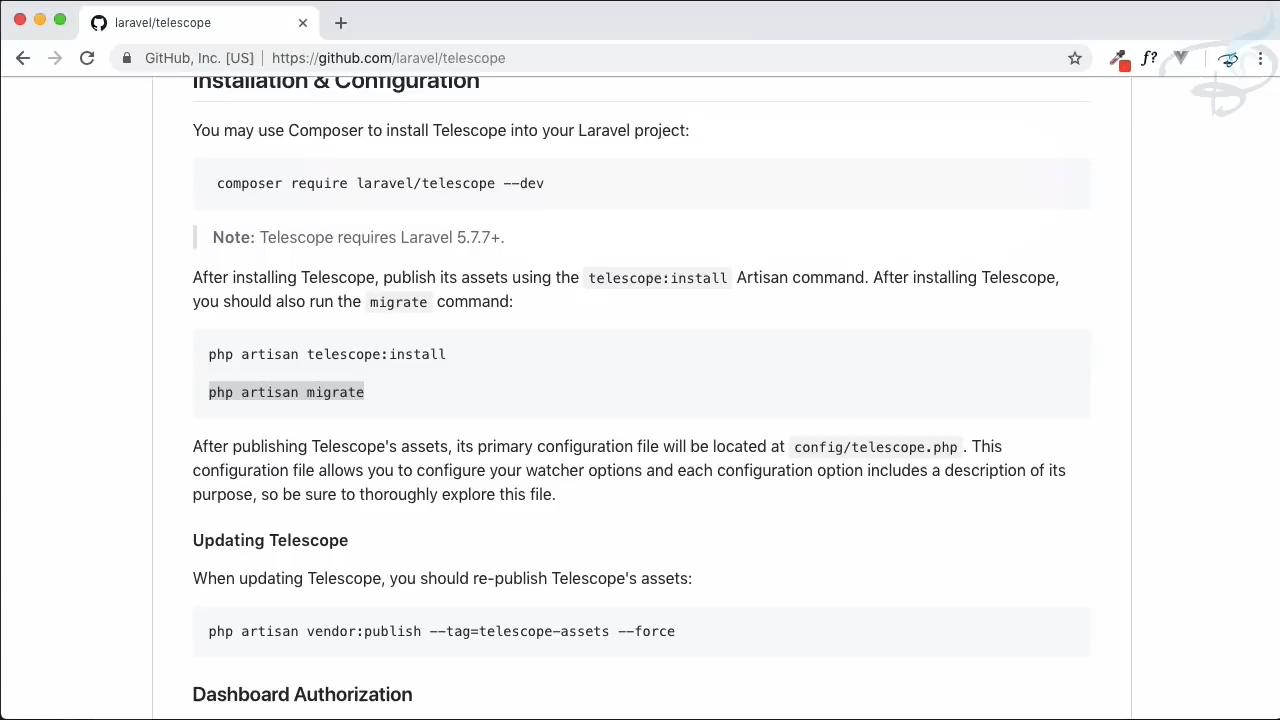 laravel/telescope
GitHub, Inc. [US] https://github.com/laravel/telescope
f?
Installation & Configuration
You may use Composer to install Telescope into your Laravel project:
composer require laravel/telescope --dev
Note: Telescope requires Laravel 5.7.7+.
After installing Telescope, publish its assets using the telescope:install Artisan command. After installing Telescope,
you should also run the migrate command:
php artisan telescope:install
php artisan migrate
After publishing Telescope's assets, its primary configuration file will be located at config/telescope.php . This
configuration file allows you to configure your watcher options and each configuration option includes a description of its
purpose, so be sure to thoroughly explore this file.
Updating Telescope
When updating Telescope, you should re-publish Telescope's assets:
php artisan vendor:publish --tag=telescope-assets --force
Dashboard Authorization